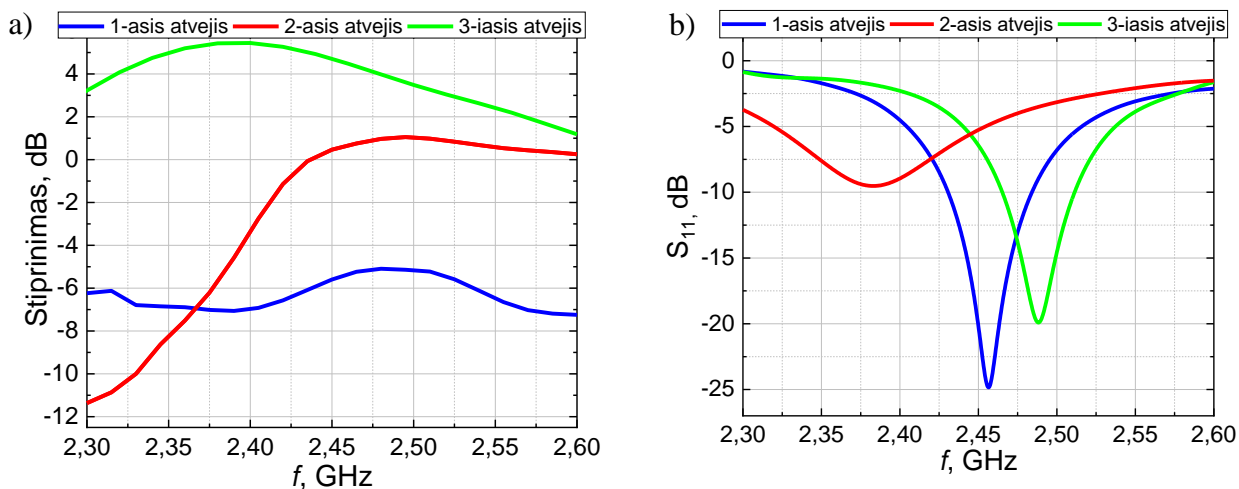 a)
1-asis atvejis 2-asis atvejis 3-iasis atvejis
Stiprinimas, dB
4
2
0
-2
-4
-6
-8
-10
-12
2,30 2,35 2,40 2,45 2,50 2,55 2,60
f, GHz
b)
1-asis atvejis 2-asis atvejis 3-iasis atvejis
S11, dB
0
-5
-10
-15
-20
-25
2,30 2,35 2,40 2,45 2,50 2,55 2,60
f, GHz